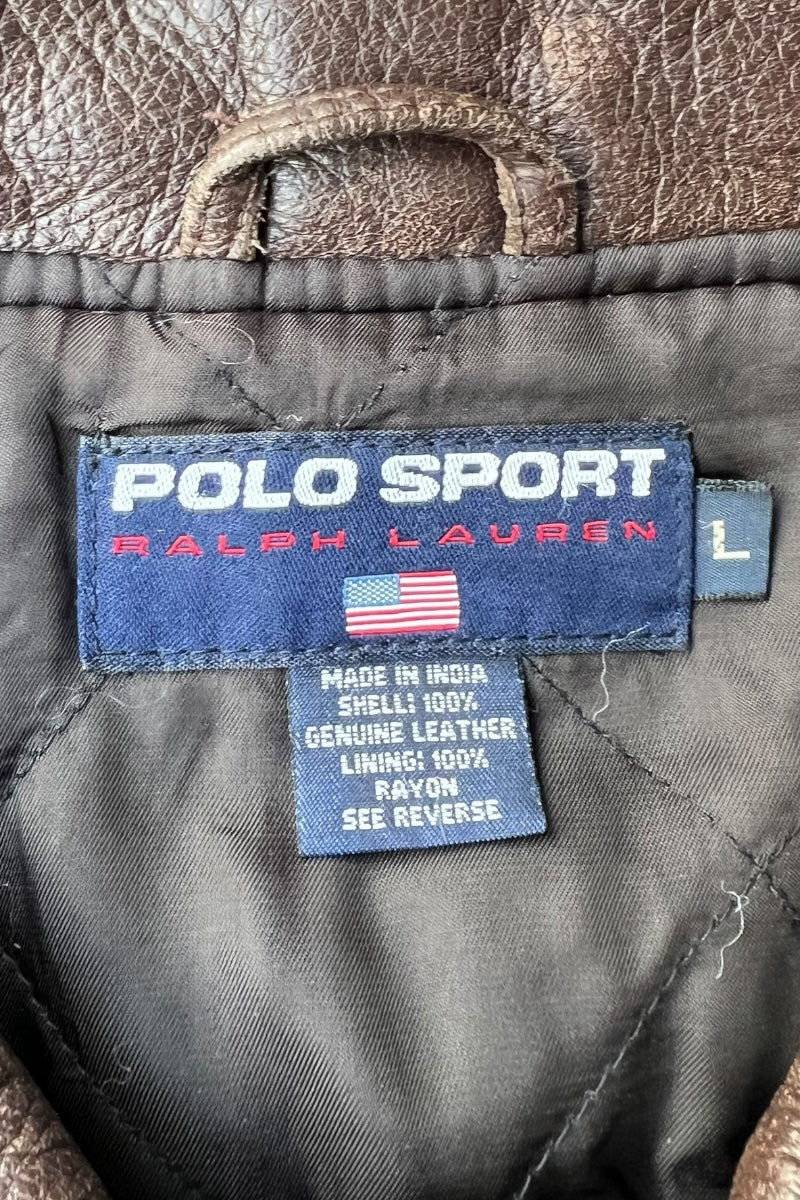 POLO SPORT
RALPH LAUREN
L
MADE IN INDIA
SHELL: 100%
GENUINE LEATHER
LINING: 100%
RAYON
SEE REVERSE